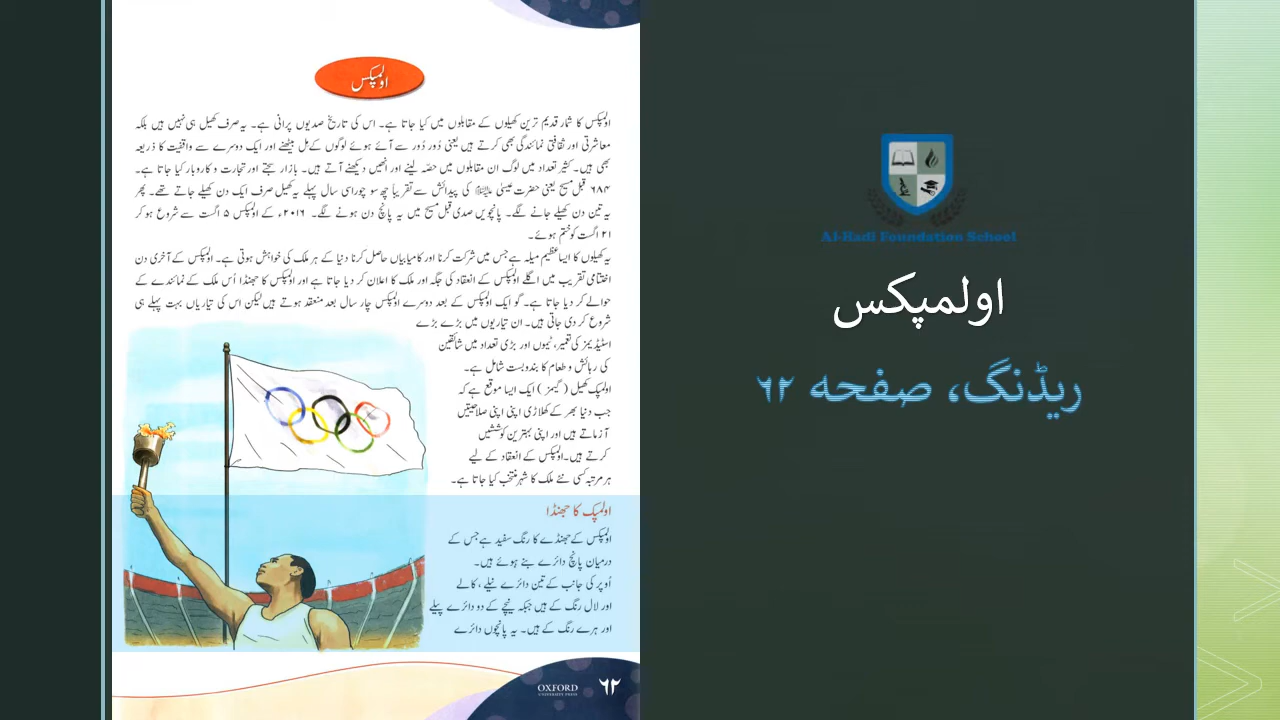 اولمپکس
اولمپکس کا شمار قدیم ترین کھیلوں کے مقابلوں میں کیا جاتا ہے۔ اس کی تاریخ صدیوں پرانی ہے۔ یہ صرف کھیل ہی نہیں ہیں بلکہ
معاشرتی اور ثقافتی نمائندگی بھی کرتے ہیں یعنی دُور دُور سے آئے ہوئے لوگوں کے مل بیٹھنے اور ایک دوسرے سے واقفیت کا ذریعہ
بھی ہیں۔ کثیر تعداد میں لوگ ان مقابلوں میں حصّہ لینے اور انھیں دیکھنے آتے ہیں۔ بازار سجتے اور تجارت و کاروبار کیا جاتا ہے۔
۶۸۴ قبل مسیح یعنی حضرت عیسیٰ کی پیدائش سے تقریباً چھ سو چوراسی سال پہلے یہ کھیل صرف ایک دن کھیلے جاتے تھے۔ پھر
یہ تین دن کھیلے جانے لگے۔ پانچویں صدی قبل مسیح میں یہ پانچ دن ہونے لگے۔ ۲۰۱۶ء کے اولمپکس ۵ اگست سے شروع ہو کر
۲۱ اگست کو ختم ہوئے۔
یہ کھیلوں کا ایسا عظیم میلہ ہے جس میں شرکت کرنا اور کامیابیاں حاصل کرنا دنیا کے ہر ملک کی خواہش ہوتی ہے۔ اولمپکس کے آخری دن
اختتامی تقریب میں اگلے اولمپکس کے انعقاد کی جگہ اور ملک کا اعلان کر دیا جاتا ہے اور اولمپکس کا جھنڈا اُس ملک کے نمائندے کے
حوالے کر دیا جاتا ہے۔ گو ایک اولمپکس کے بعد دوسرے اولمپکس چار سال بعد منعقد ہوتے ہیں لیکن اس کی تیاریاں بہت پہلے ہی
شروع کر دی جاتی ہیں۔ ان تیاریوں میں بڑے بڑے
اسٹیڈیمز کی تعمیر، ٹیموں اور بڑی تعداد میں شائقین
کی رہائش و طعام کا بندوبست شامل ہے۔
اولمپک کھیل (گیمز) ایک ایسا موقع ہے کہ
جب دنیا بھر کے کھلاڑی اپنی اپنی صلاحیتیں
آزماتے ہیں اور اپنی بہترین کوششیں
کرتے ہیں۔ اولمپکس کے انعقاد کے لیے
ہر مرتبہ کسی نئے ملک کا شہر منتخب کیا جاتا ہے۔
اولمپک کا جھنڈا
اولمپکس کے جھنڈے کا رنگ سفید ہے جس کے
درمیان پانچ دائرے بنے ہوئے ہیں۔
اُوپر کی جانب کے تین دائرے نیلے، کالے
اور لال رنگ کے ہیں جبکہ نیچے کے دو دائرے پیلے
اور ہرے رنگ کے ہیں۔ یہ پانچوں دائرے
OXFORD
UNIVERSITY PRESS
۶۲
Al-Hadi Foundation School
اولمپکس
ریڈنگ، صفحہ ۶۲